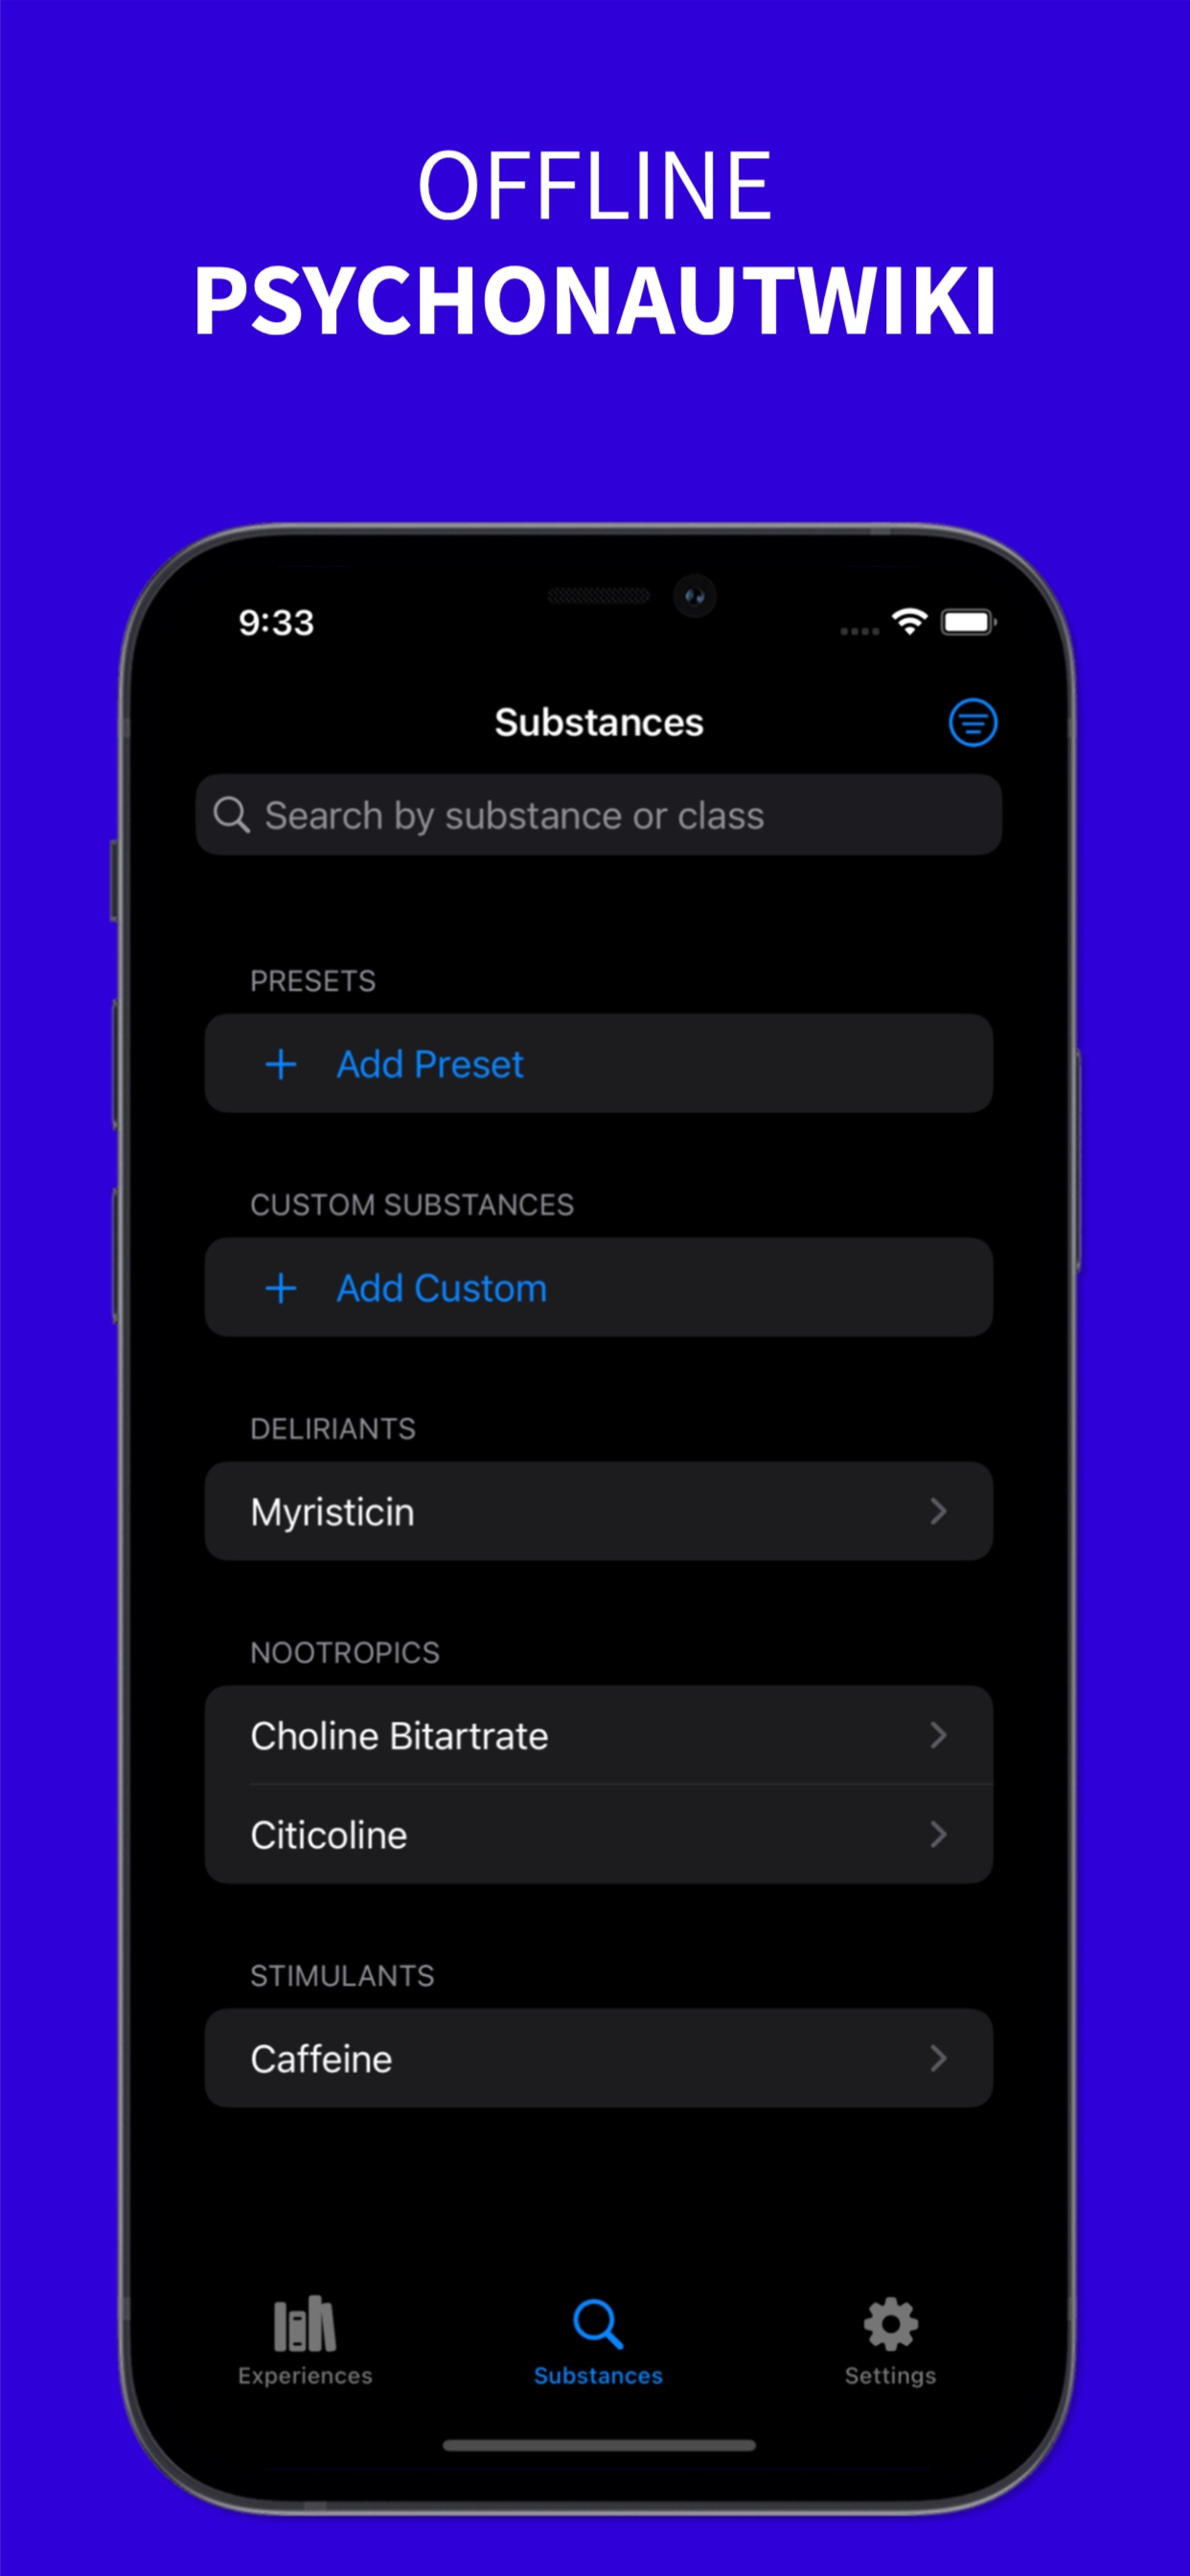 OFFLINE
PSYCHONAUTWIKI
9:33
Substances
Search by substance or class
PRESETS
+ Add Preset
CUSTOM SUBSTANCES
+ Add Custom
DELIRIANTS
Myristicin
NOOTROPICS
Choline Bitartrate
Citicoline
STIMULANTS
Caffeine
Experiences Substances Settings